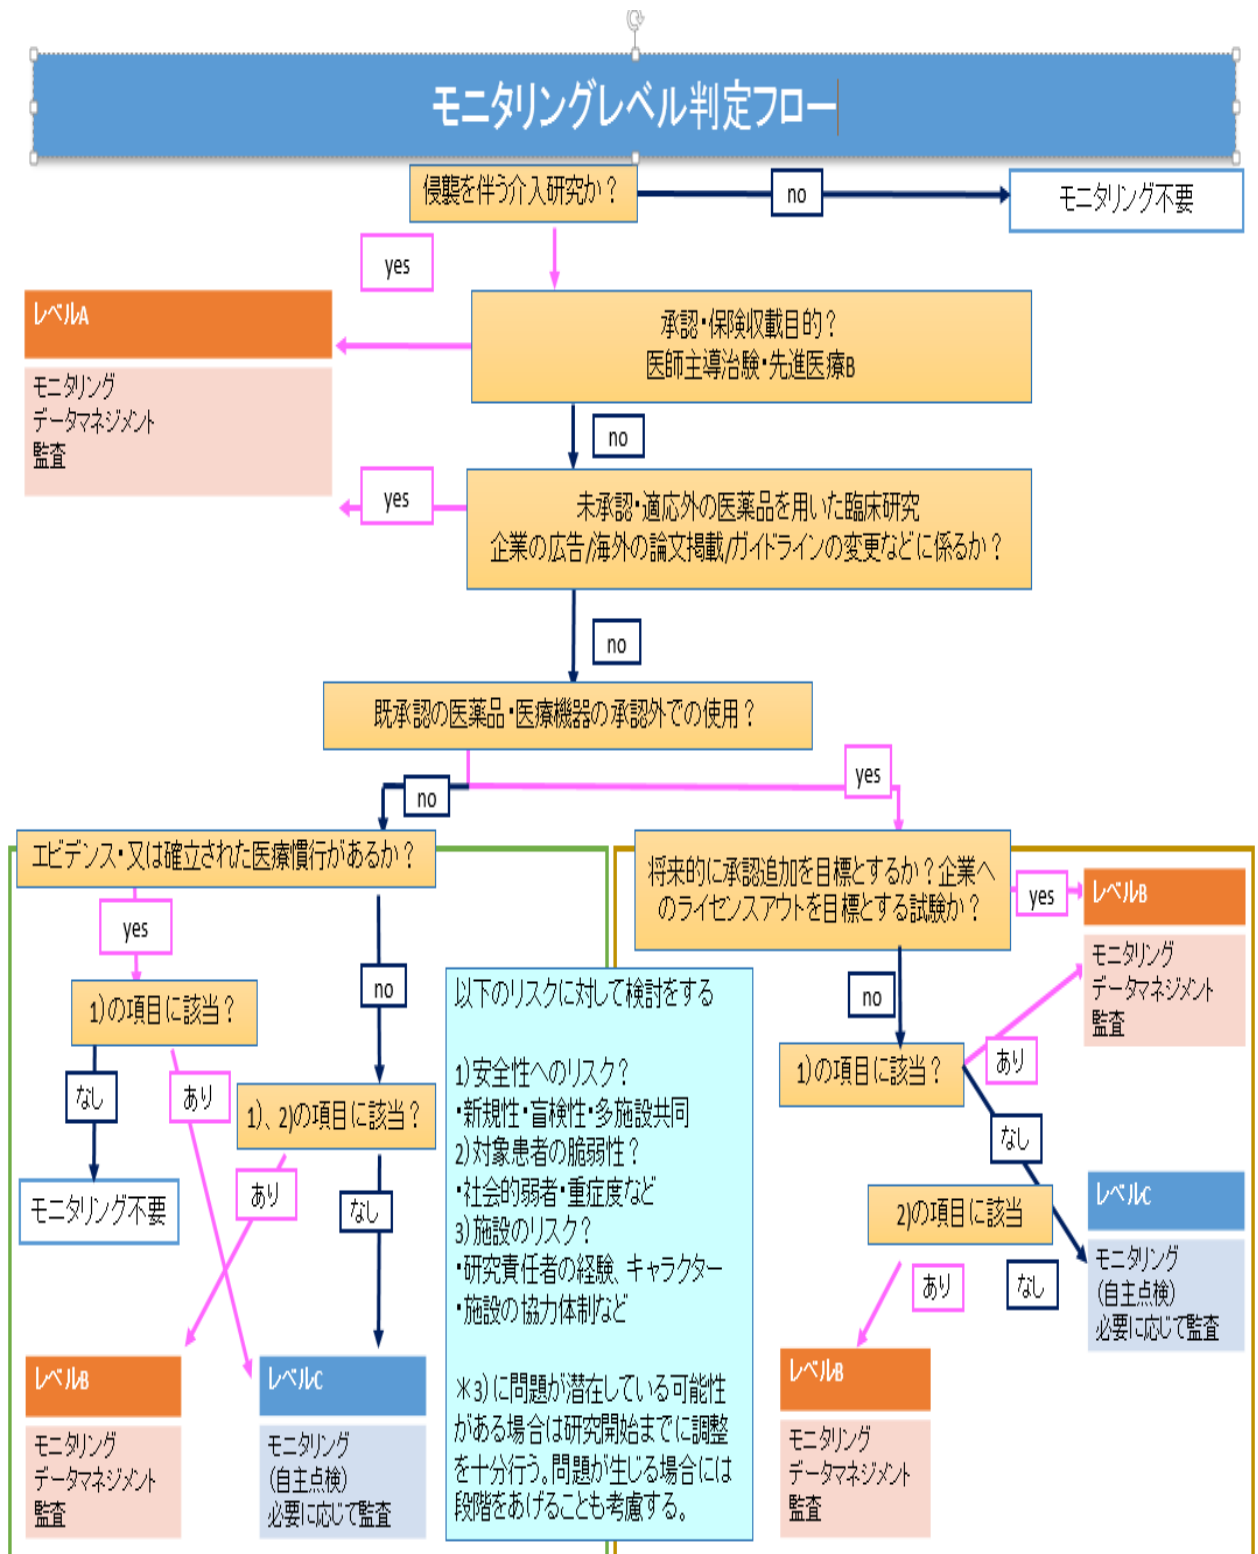 モニタリングレベル判定フロー
侵襲を伴う介入研究か？
no
モニタリング不要
yes
レベルA
モニタリング
データマネジメント
監査
承認・保険収載目的？
医師主導治験・先進医療B
no
yes
未承認・適応外の医薬品を用いた臨床研究
企業の広告/海外の論文掲載/ガイドラインの変更などに係るか？
no
既承認の医薬品・医療機器の承認外での使用？
no
yes
エビデンス・又は確立された医療慣行があるか？
yes
no
1)の項目に該当？
なし
あり
1)、2)の項目に該当？
モニタリング不要
あり
なし
レベルB
モニタリング
データマネジメント
監査
レベルC
モニタリング
(自主点検)
必要に応じて監査
以下のリスクに対して検討をする
1)安全性へのリスク？
・新規性・盲検性・多施設共同
2)対象患者の脆弱性？
・社会的弱者・重症度など
3)施設のリスク？
・研究責任者の経験、キャラクター
・施設の協力体制など
＊3)に問題が潜在している可能性
がある場合は研究開始までに調整
を十分行う。問題が生じる場合には
段階をあげることも考慮する。
将来的に承認追加を目標とするか？企業へ
のライセンスアウトを目標とする試験か？
yes
レベルB
モニタリング
データマネジメント
監査
no
1)の項目に該当？
あり
なし
2)の項目に該当
あり
なし
レベルC
モニタリング
(自主点検)
必要に応じて監査
レベルB
モニタリング
データマネジメント
監査